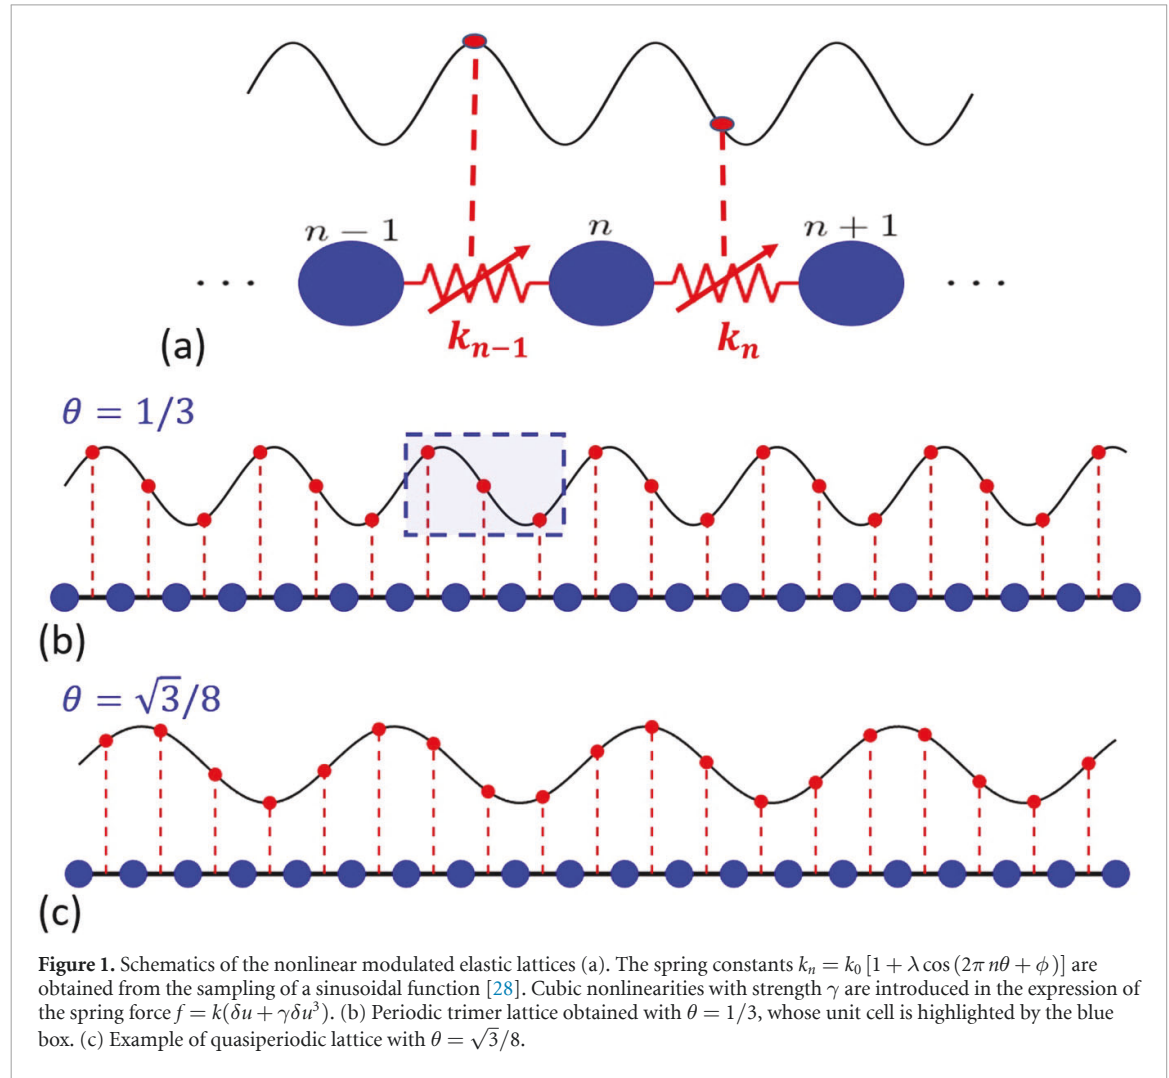 n − 1
n
n + 1
· · ·
· · ·
k_{n−1}
k_n
(a)
θ = 1/3
(b)
θ = √3/8
(c)
Figure 1. Schematics of the nonlinear modulated elastic lattices (a). The spring constants k_n = k_0 [1 + λ cos (2π nθ + ϕ)] are
obtained from the sampling of a sinusoidal function [28]. Cubic nonlinearities with strength γ are introduced in the expression of
the spring force f = k(δu + γδu³). (b) Periodic trimer lattice obtained with θ = 1/3, whose unit cell is highlighted by the blue
box. (c) Example of quasiperiodic lattice with θ = √3/8.